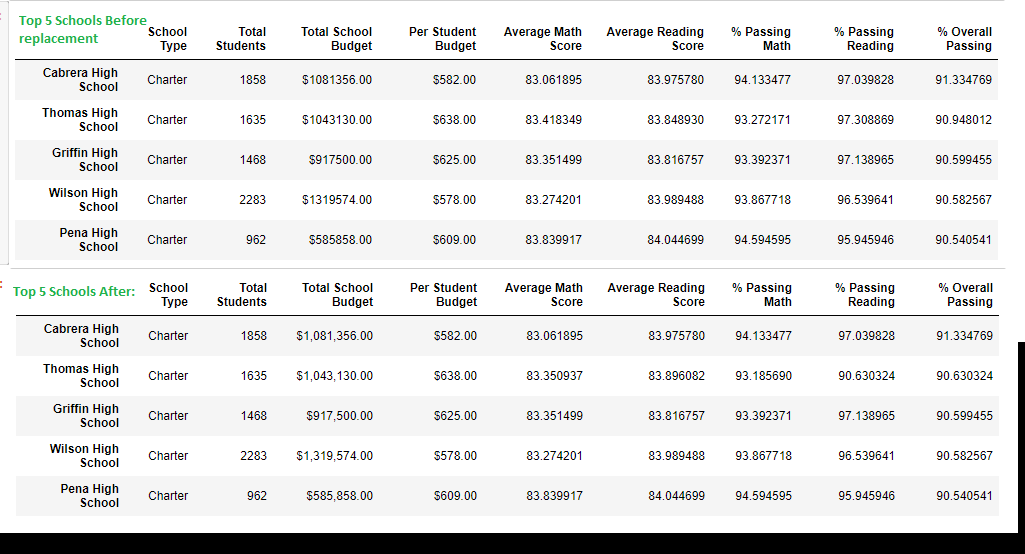 Top 5 Schools Before replacement School Type Total Students Total School Budget Per Student Budget Average Math Score Average Reading Score % Passing Math % Passing Reading % Overall Passing
Cabrera High School Charter 1858 $1081356.00 $582.00 83.061895 83.975780 94.133477 97.039828 91.334769
Thomas High School Charter 1635 $1043130.00 $638.00 83.418349 83.848930 93.272171 97.308869 90.948012
Griffin High School Charter 1468 $917500.00 $625.00 83.351499 83.816757 93.392371 97.138965 90.599455
Wilson High School Charter 2283 $1319574.00 $578.00 83.274201 83.989488 93.867718 96.539641 90.582567
Pena High School Charter 962 $585858.00 $609.00 83.839917 84.044699 94.594595 95.945946 90.540541
Top 5 Schools After: School Type Total Students Total School Budget Per Student Budget Average Math Score Average Reading Score % Passing Math % Passing Reading % Overall Passing
Cabrera High School Charter 1858 $1,081,356.00 $582.00 83.061895 83.975780 94.133477 97.039828 91.334769
Thomas High School Charter 1635 $1,043,130.00 $638.00 83.350937 83.896082 93.185690 90.630324 90.630324
Griffin High School Charter 1468 $917,500.00 $625.00 83.351499 83.816757 93.392371 97.138965 90.599455
Wilson High School Charter 2283 $1,319,574.00 $578.00 83.274201 83.989488 93.867718 96.539641 90.582567
Pena High School Charter 962 $585,858.00 $609.00 83.839917 84.044699 94.594595 95.945946 90.540541